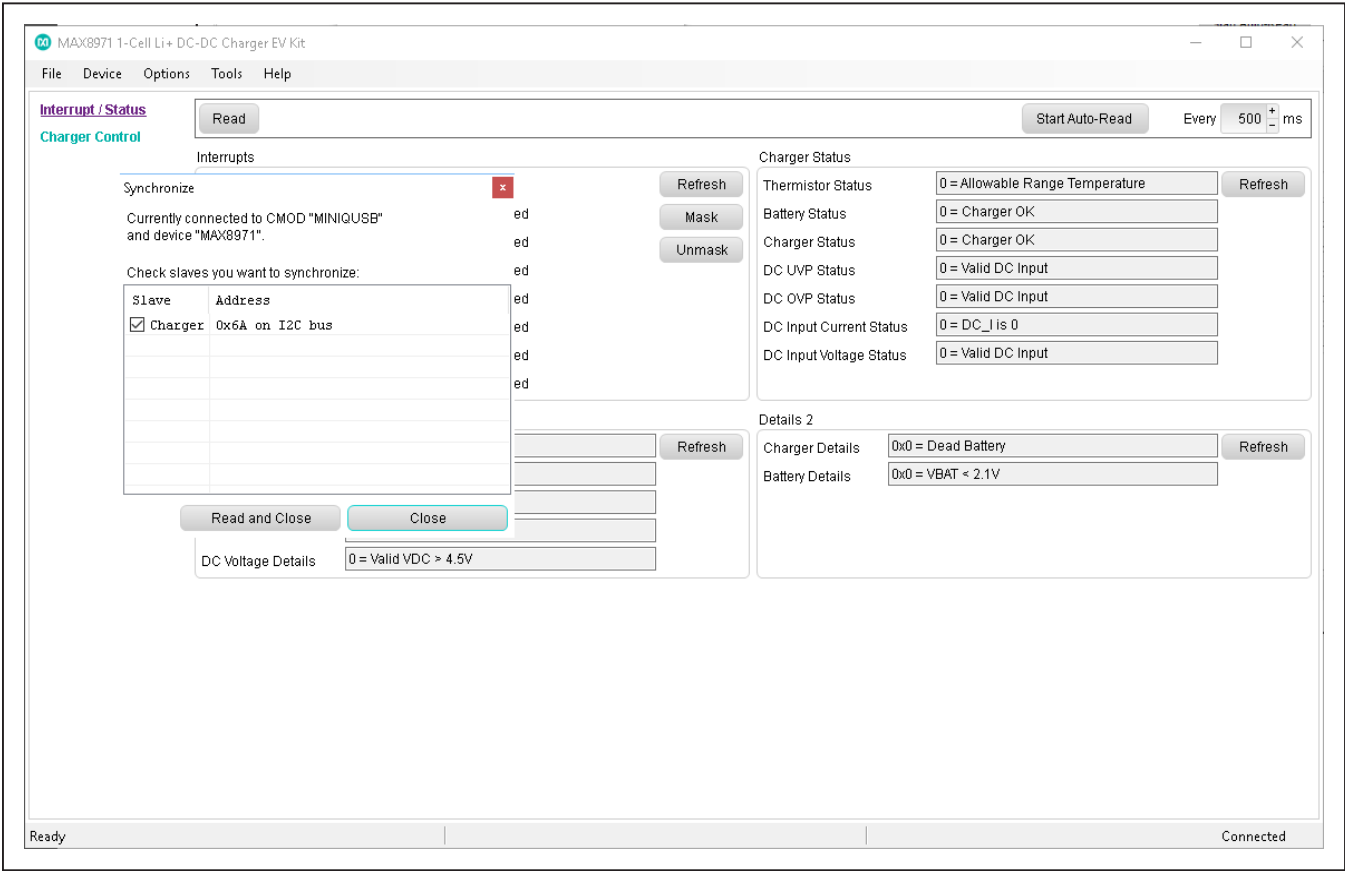 MAX8971 1-Cell Li+ DC-DC Charger EV Kit
File Device Options Tools Help
Interrupt / Status
Charger Control
Read
Start Auto-Read
Every 500 + - ms
Interrupts
Refresh
Mask
Unmask
ed
ed
ed
ed
ed
ed
ed
Synchronize
x
Currently connected to CMOD "MINIQUSB"
and device "MAX8971".
Check slaves you want to synchronize:
Slave Address
Charger 0x6A on I2C bus
Read and Close
Close
Refresh
DC Voltage Details 0 = Valid VDC > 4.5V
Charger Status
Thermistor Status 0 = Allowable Range Temperature Refresh
Battery Status 0 = Charger OK
Charger Status 0 = Charger OK
DC UVP Status 0 = Valid DC Input
DC OVP Status 0 = Valid DC Input
DC Input Current Status 0 = DC_I is 0
DC Input Voltage Status 0 = Valid DC Input
Details 2
Charger Details 0x0 = Dead Battery Refresh
Battery Details 0x0 = VBAT < 2.1V
Ready
Connected